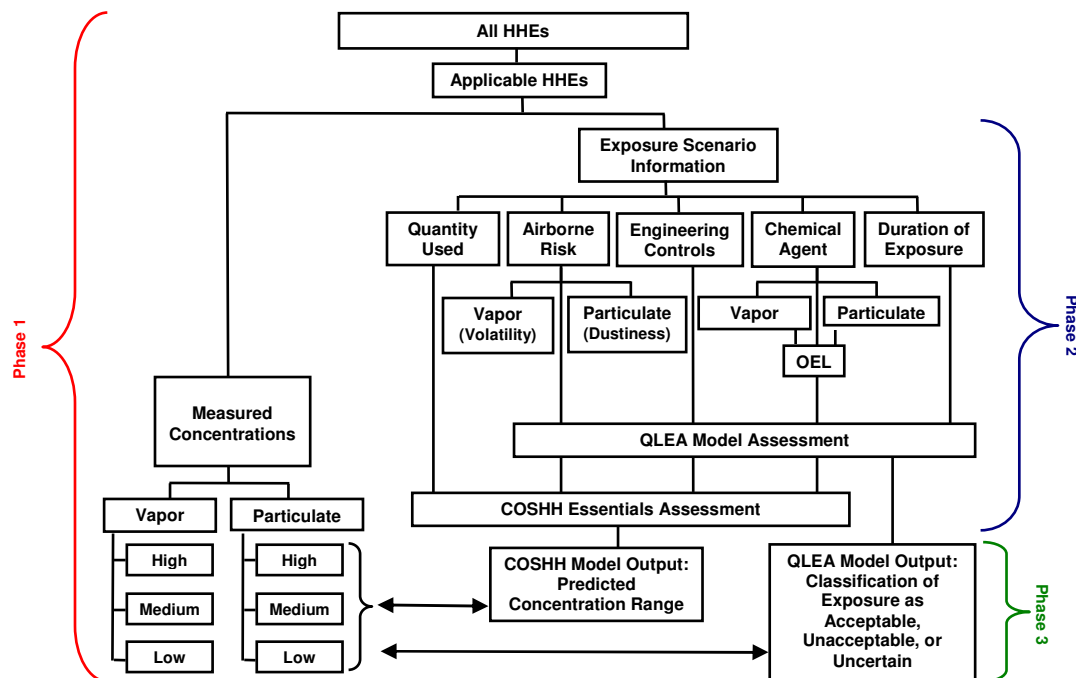 All HHEs
Applicable HHEs
Exposure Scenario
Information
Quantity
Used
Airborne
Risk
Engineering
Controls
Chemical
Agent
Duration of
Exposure
Vapor
(Volatility)
Particulate
(Dustiness)
Vapor
Particulate
OEL
Measured
Concentrations
QLEA Model Assessment
COSHH Essentials Assessment
Vapor
Particulate
High
Medium
Low
High
Medium
Low
COSHH Model Output:
Predicted
Concentration Range
QLEA Model Output:
Classification of
Exposure as
Acceptable,
Unacceptable, or
Uncertain
Phase 1
Phase 2
Phase 3